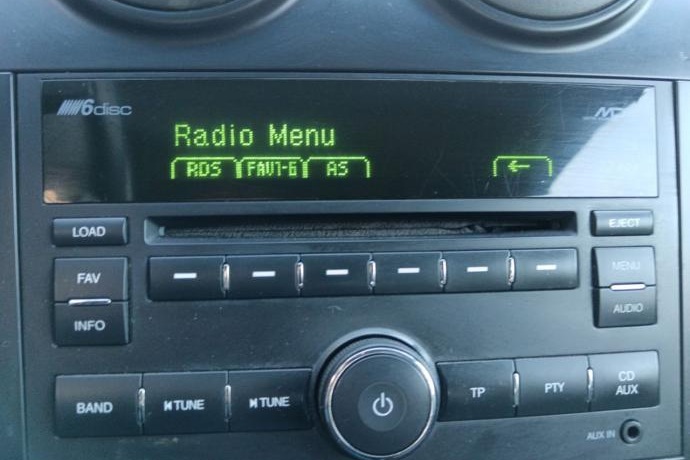 6disc
Radio Menu
RDS FAV1-6 AS ←
LOAD EJECT
FAV MENU
INFO AUDIO
BAND TUNE TUNE TP PTY CD AUX
AUX IN